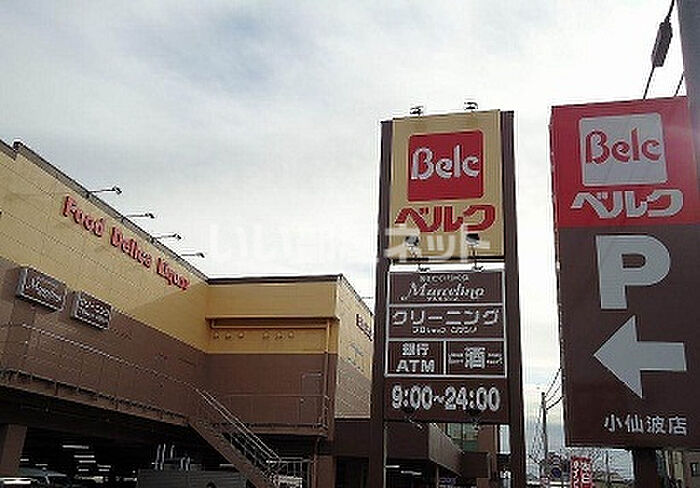 Food Delica Liquor
Belc
ベルク
Marcelino
クリーニング
銀行
ATM
酒
9:00~24:00
Belc
ベルク
P
小仙波店